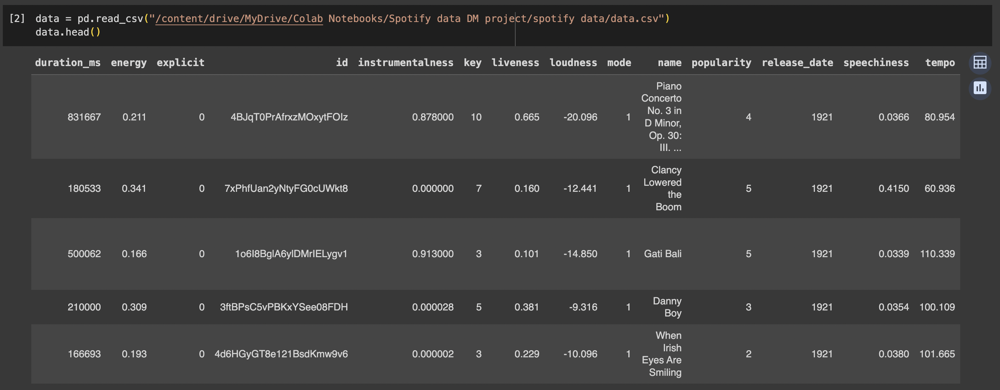 [2] data = pd.read_csv("/content/drive/MyDrive/Colab Notebooks/Spotify data DM project/spotify data/data.csv")
data.head()
duration_ms energy explicit id instrumentalness key liveness loudness mode name popularity release_date speechiness tempo
831667 0.211 0 4BJqT0PrAfrxzMOxytFOIz 0.878000 10 0.665 -20.096 1 Piano Concerto No. 3 in D Minor, Op. 30: III. ... 4 1921 0.0366 80.954
180533 0.341 0 7xPhfUan2yNtyFG0cUWkt8 0.000000 7 0.160 -12.441 1 Clancy Lowered the Boom 5 1921 0.4150 60.936
500062 0.166 0 1o6I8BglA6ylDMrIELygv1 0.913000 3 0.101 -14.850 1 Gati Bali 5 1921 0.0339 110.339
210000 0.309 0 3ftBPsC5vPBKxYSee08FDH 0.000028 5 0.381 -9.316 1 Danny Boy 3 1921 0.0354 100.109
166693 0.193 0 4d6HGyGT8e121BsdKmw9v6 0.000002 3 0.229 -10.096 1 When Irish Eyes Are Smiling 2 1921 0.0380 101.665